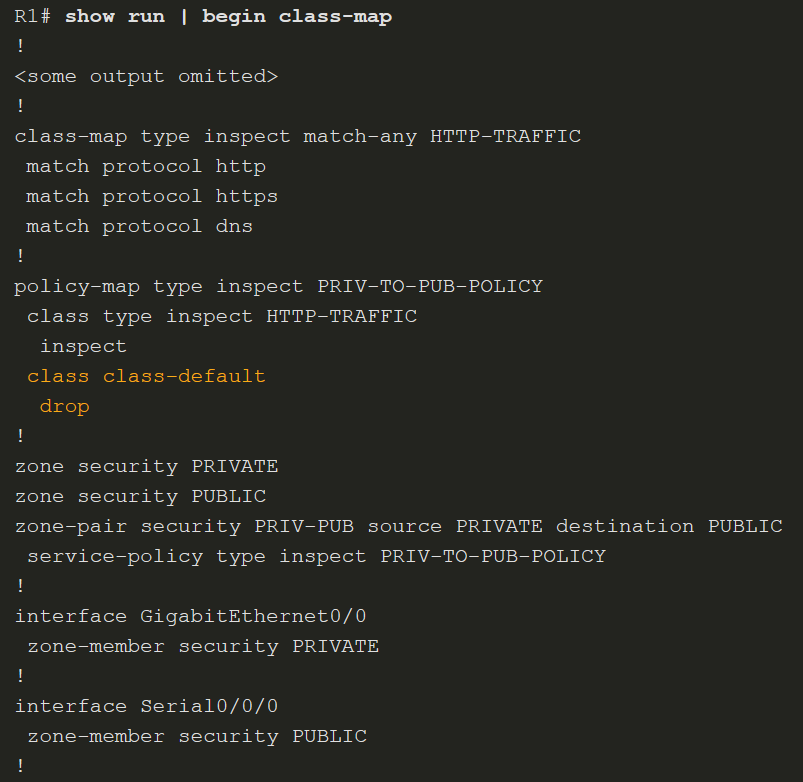 R1# show run | begin class-map
!
<some output omitted>
!
class-map type inspect match-any HTTP-TRAFFIC
match protocol http
match protocol https
match protocol dns
!
policy-map type inspect PRIV-TO-PUB-POLICY
class type inspect HTTP-TRAFFIC
inspect
class class-default
drop
!
zone security PRIVATE
zone security PUBLIC
zone-pair security PRIV-PUB source PRIVATE destination PUBLIC
service-policy type inspect PRIV-TO-PUB-POLICY
!
interface GigabitEthernet0/0
zone-member security PRIVATE
!
interface Serial0/0/0
zone-member security PUBLIC
!